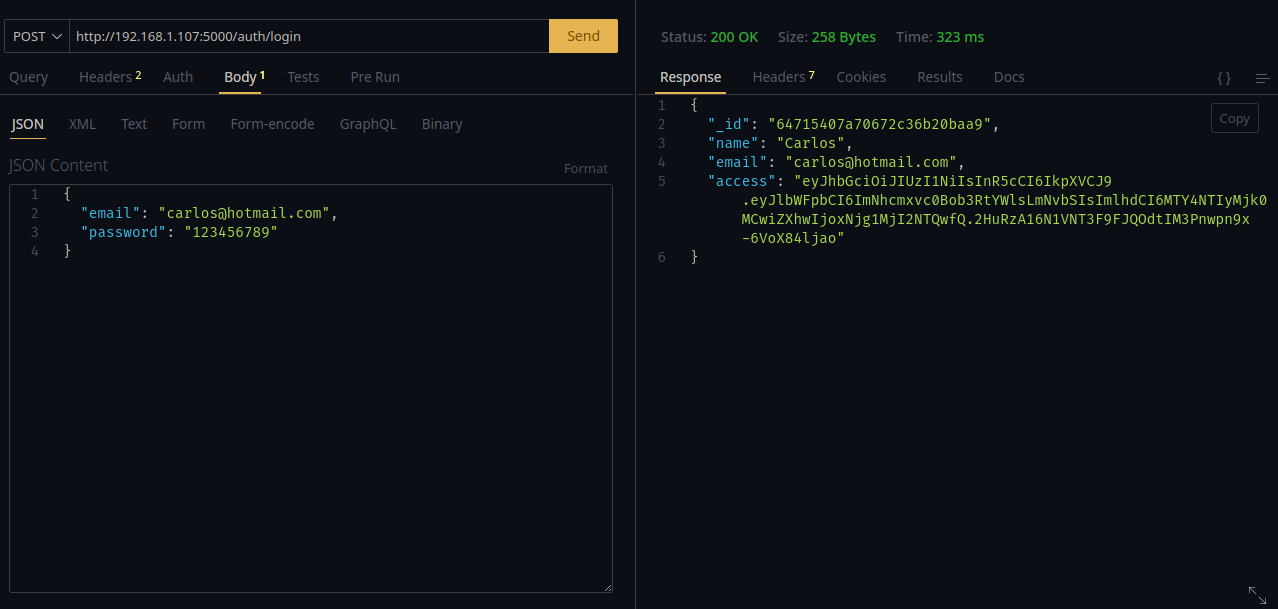 POST http://192.168.1.107:5000/auth/login Send
Query Headers 2 Auth Body 1 Tests Pre Run
JSON XML Text Form Form-encode GraphQL Binary
JSON Content Format
1 {
2 "email": "carlos@hotmail.com",
3 "password": "123456789"
4 }
Status: 200 OK Size: 258 Bytes Time: 323 ms
Response Headers 7 Cookies Results Docs { }
Copy
1 {
2 "_id": "64715407a70672c36b20baa9",
3 "name": "Carlos",
4 "email": "carlos@hotmail.com",
5 "access": "eyJhbGciOiJIUzI1NiIsInR5cCI6IkpXVCJ9
.eyJlbWFpbCI6ImNhcmxvc0Bob3RtYWlsLmNvbSIsImlhdCI6MTY4NTIyMjk0
MCwiZXhwIjoxNjg1MjI2NTQwfQ.2HuRzA16N1VNT3F9FJQOdtIM3Pnwpn9x
-6VoX84ljao"
6 }